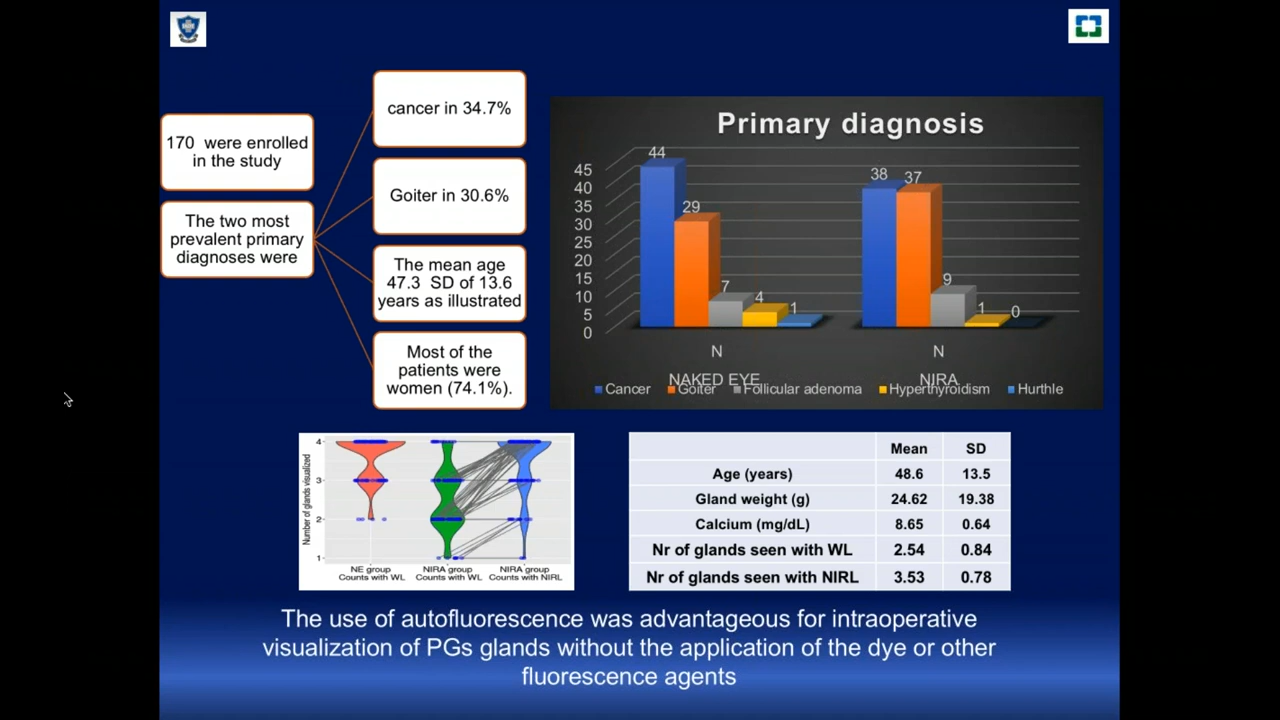 170 were enrolled
in the study
The two most
prevalent primary
diagnoses were
cancer in 34.7%
Goiter in 30.6%
The mean age
47.3 SD of 13.6
years as illustrated
Most of the
patients were
women (74.1%).
Primary diagnosis
45
40
35
30
25
20
15
10
5
0
44
29
7
4
1
38
37
9
1
0
N
N
NAKED EYE
NIRA
Cancer
Goiter
Follicular adenoma
Hyperthyroidism
Hurthle
Number of glands visualized
4
3
2
1
NE group
Counts with WL
NIRA group
Counts with WL
NIRA group
Counts with NIRL
Mean SD
Age (years) 48.6 13.5
Gland weight (g) 24.62 19.38
Calcium (mg/dL) 8.65 0.64
Nr of glands seen with WL 2.54 0.84
Nr of glands seen with NIRL 3.53 0.78
The use of autofluorescence was advantageous for intraoperative
visualization of PGs glands without the application of the dye or other
fluorescence agents